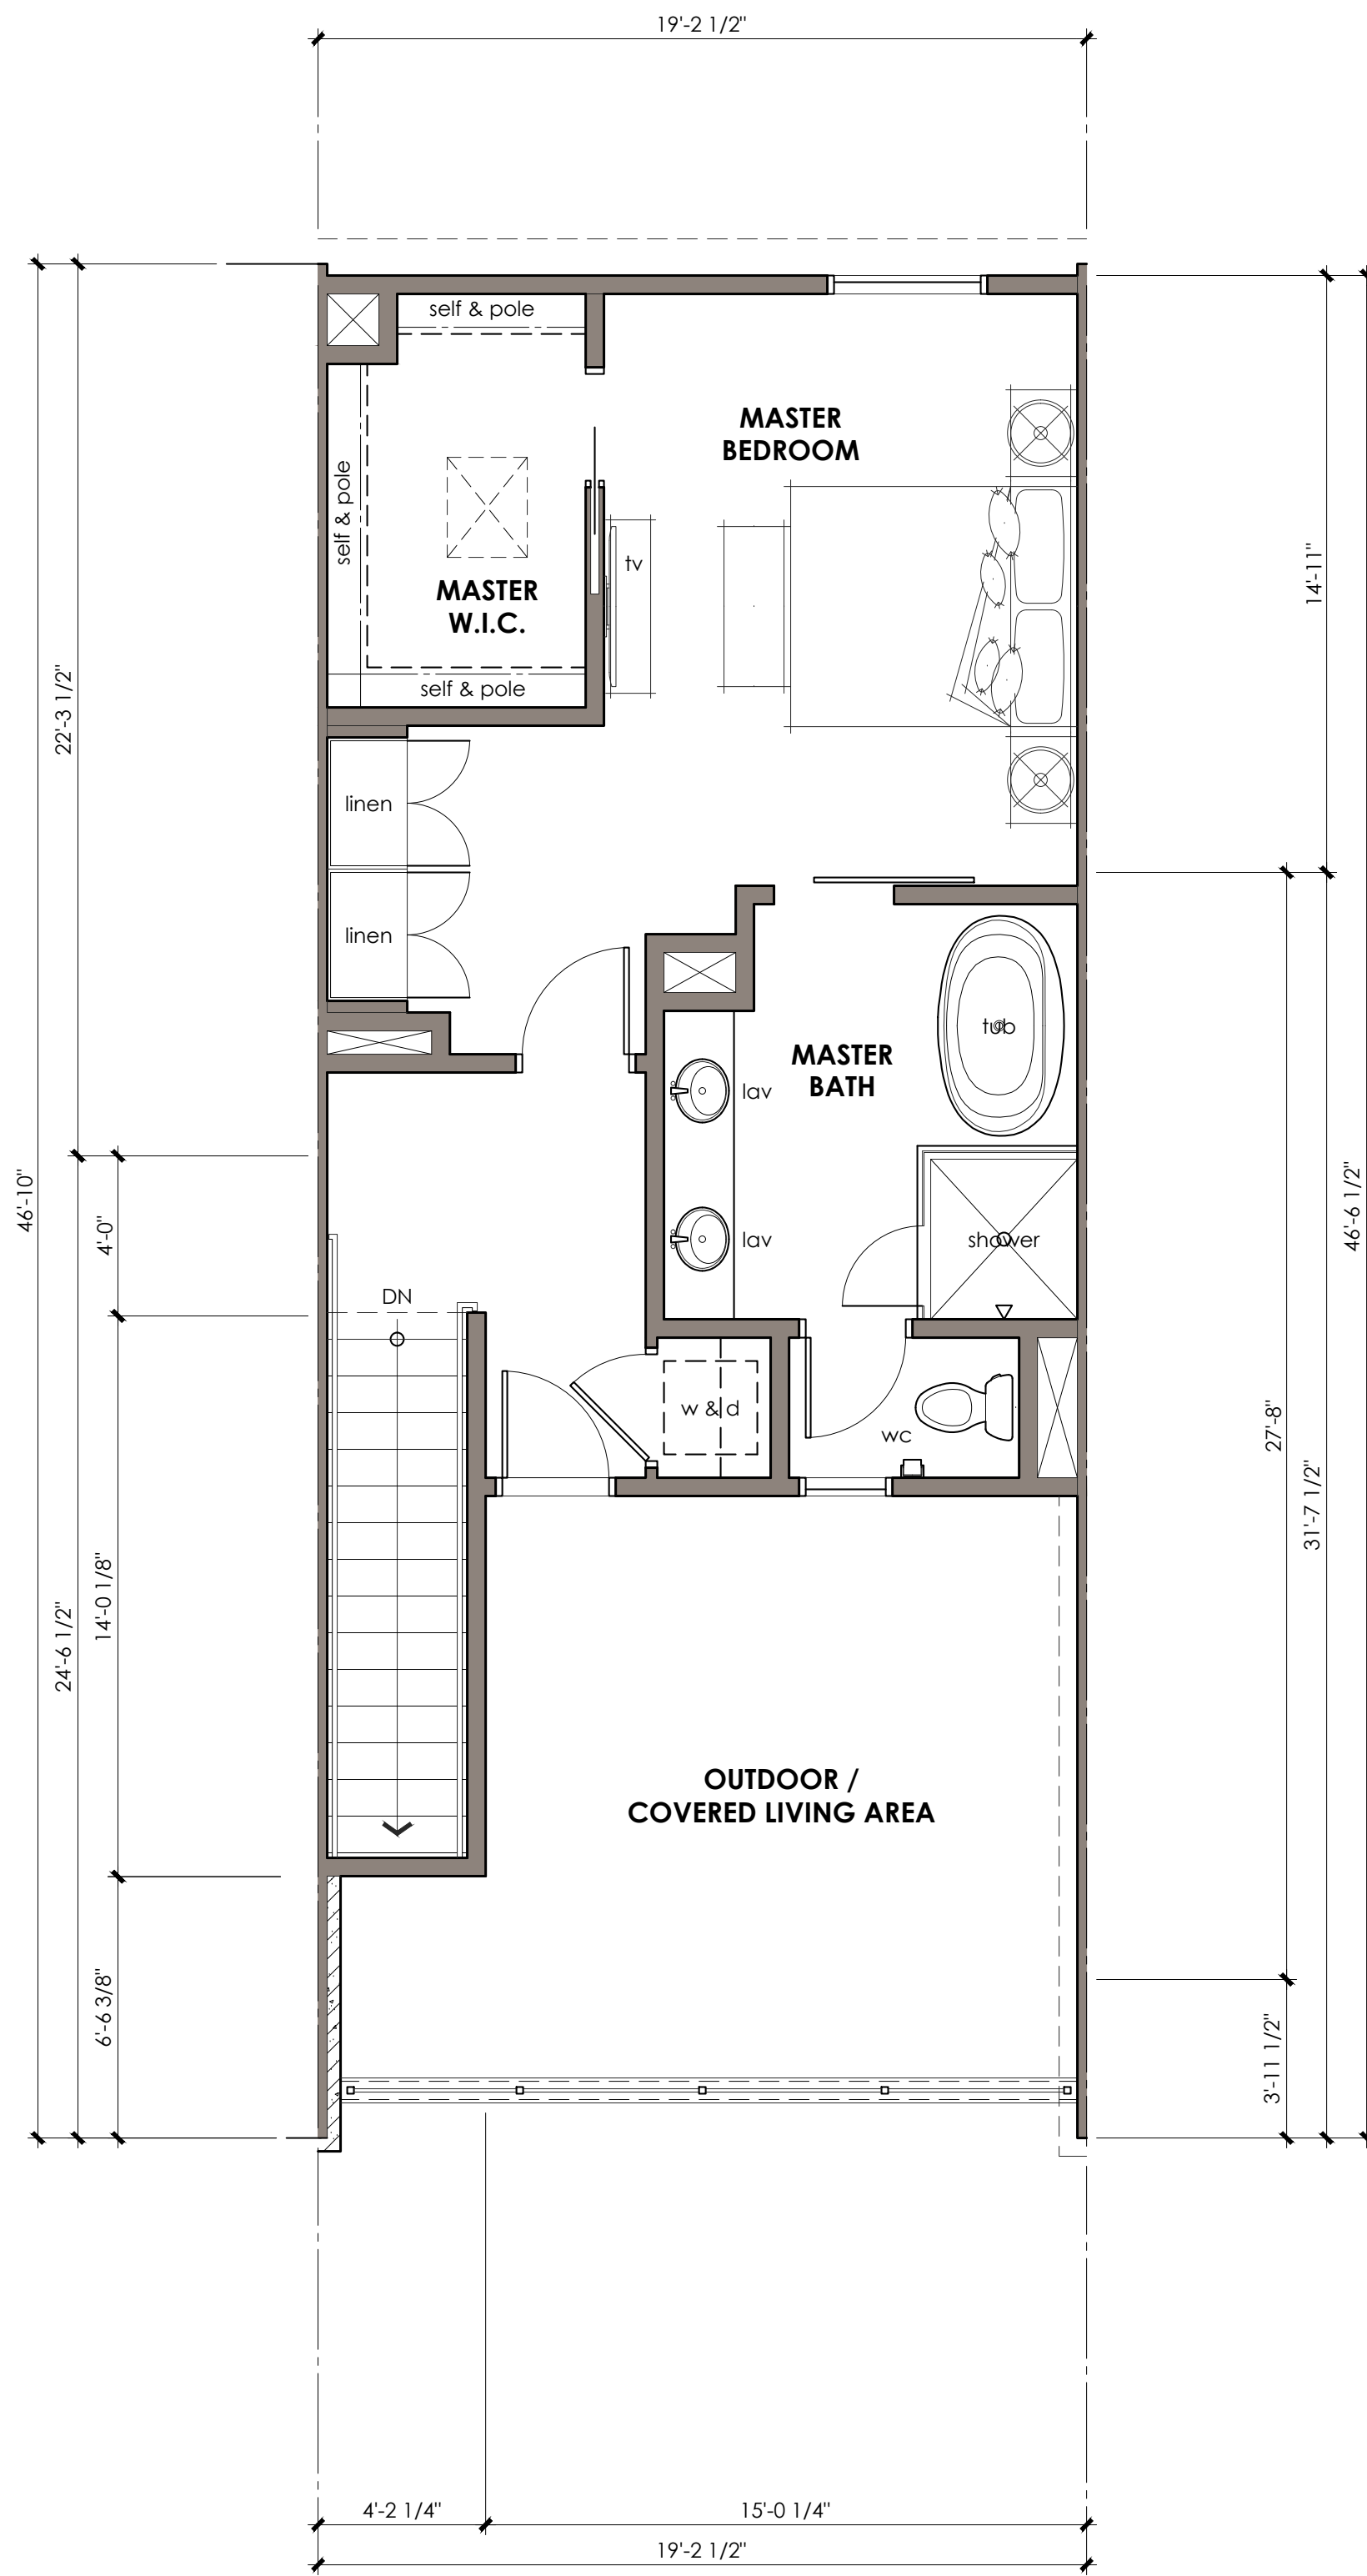 19'-2 1/2"
self & pole
MASTER
BEDROOM
self & pole
tv
14'-11"
MASTER
W.I.C.
self & pole
22'-3 1/2"
linen
linen
tub
MASTER
BATH
lav
46'-10"
46'-6 1/2"
4'-0"
lav
shower
DN
w & d
wc
27'-8"
31'-7 1/2"
14'-0 1/8"
24'-6 1/2"
OUTDOOR /
COVERED LIVING AREA
6'-6 3/8"
3'-11 1/2"
4'-2 1/4"
15'-0 1/4"
19'-2 1/2"